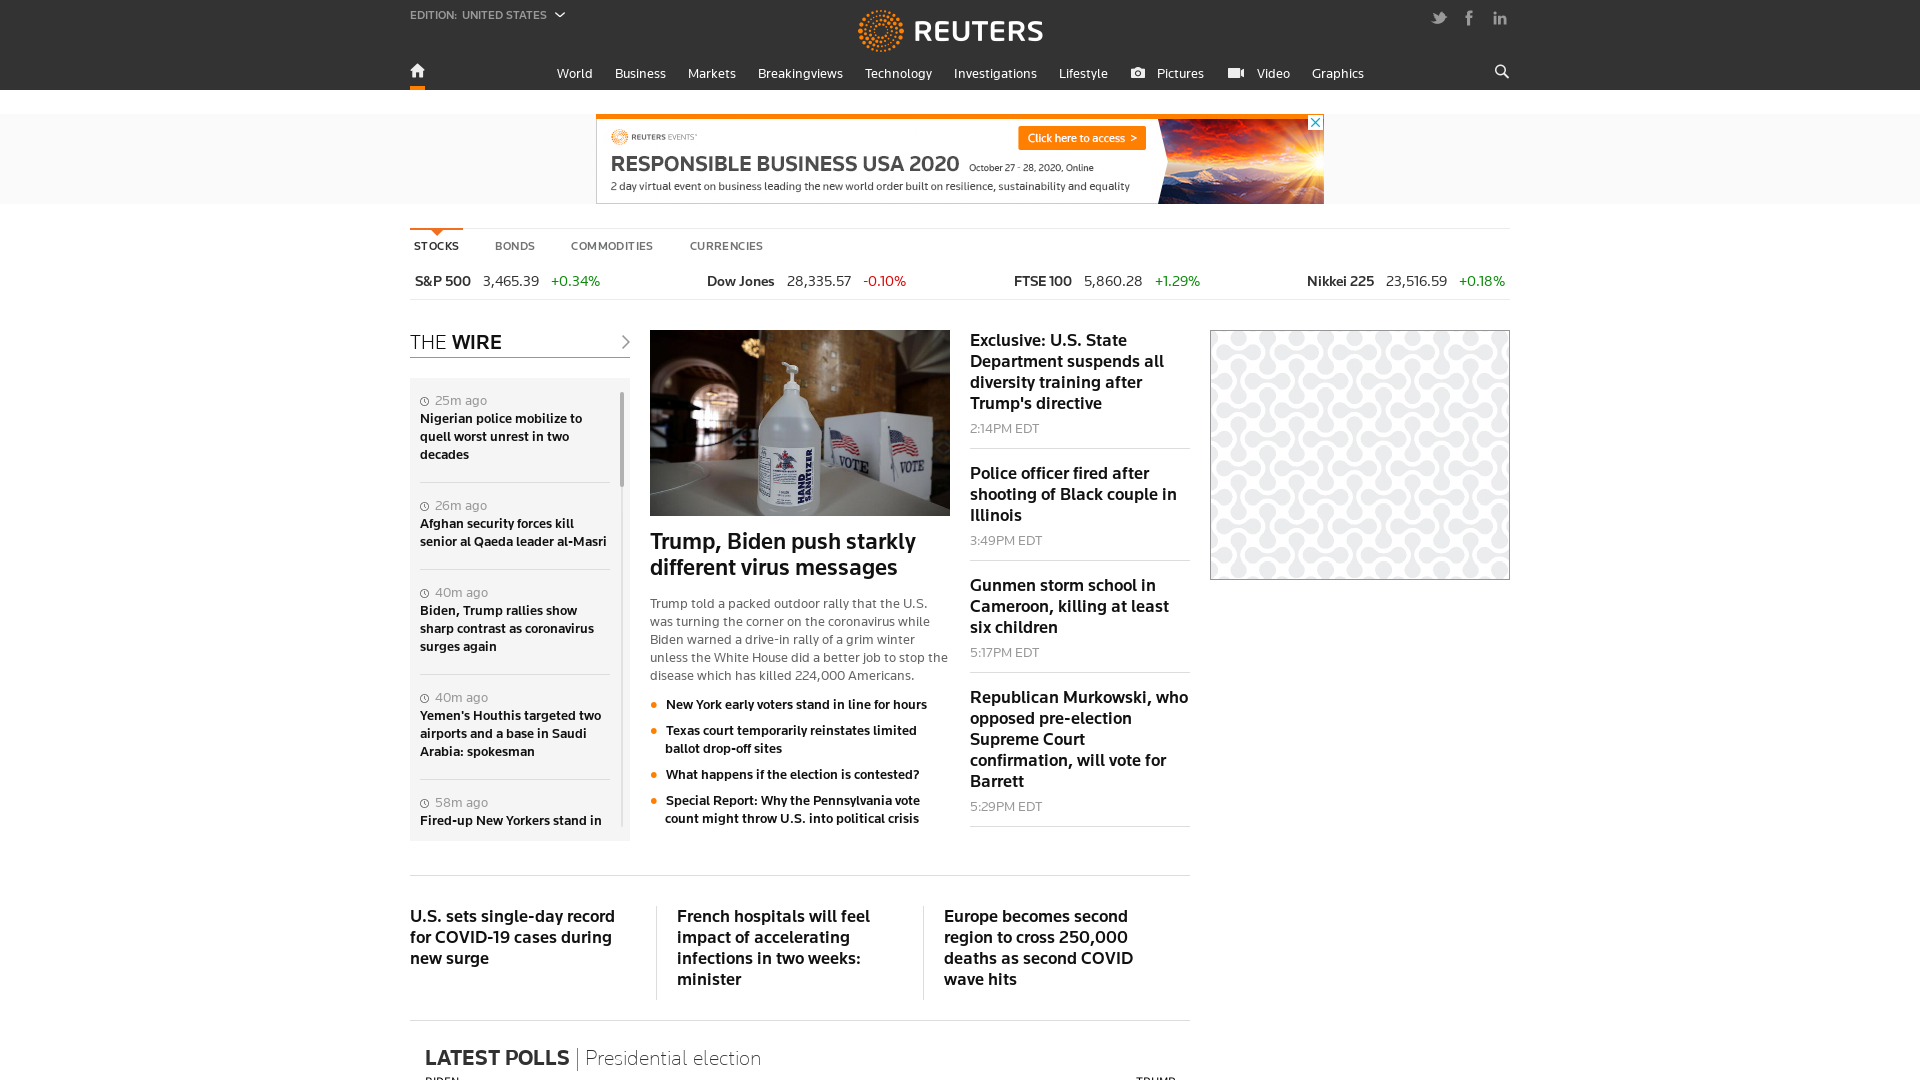 EDITION: UNITED STATES
REUTERS
World Business Markets Breakingviews Technology Investigations Lifestyle Pictures Video Graphics
REUTERS EVENTS
Click here to access >
RESPONSIBLE BUSINESS USA 2020 October 27 - 28, 2020, Online
2 day virtual event on business leading the new world order built on resilience, sustainability and equality
STOCKS BONDS COMMODITIES CURRENCIES
S&P 500 3,465.39 +0.34% Dow Jones 28,335.57 -0.10% FTSE 100 5,860.28 +1.29% Nikkei 225 23,516.59 +0.18%
THE WIRE
25m ago
Nigerian police mobilize to
quell worst unrest in two
decades
26m ago
Afghan security forces kill
senior al Qaeda leader al-Masri
40m ago
Biden, Trump rallies show
sharp contrast as coronavirus
surges again
40m ago
Yemen's Houthis targeted two
airports and a base in Saudi
Arabia: spokesman
58m ago
Fired-up New Yorkers stand in
VOTE
VOTE
HAND
SANITIZER
Trump, Biden push starkly
different virus messages
Trump told a packed outdoor rally that the U.S.
was turning the corner on the coronavirus while
Biden warned a drive-in rally of a grim winter
unless the White House did a better job to stop the
disease which has killed 224,000 Americans.
New York early voters stand in line for hours
Texas court temporarily reinstates limited
ballot drop-off sites
What happens if the election is contested?
Special Report: Why the Pennsylvania vote
count might throw U.S. into political crisis
Exclusive: U.S. State
Department suspends all
diversity training after
Trump's directive
2:14PM EDT
Police officer fired after
shooting of Black couple in
Illinois
3:49PM EDT
Gunmen storm school in
Cameroon, killing at least
six children
5:17PM EDT
Republican Murkowski, who
opposed pre-election
Supreme Court
confirmation, will vote for
Barrett
5:29PM EDT
U.S. sets single-day record
for COVID-19 cases during
new surge
French hospitals will feel
impact of accelerating
infections in two weeks:
minister
Europe becomes second
region to cross 250,000
deaths as second COVID
wave hits
LATEST POLLS | Presidential election
BIDEN TRUMP